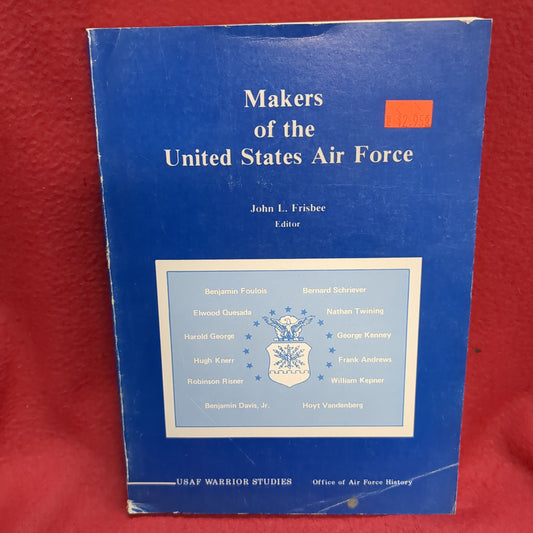 Makers
of the
United States Air Force
John L. Frisbee
Editor
Benjamin Foulois
Bernard Schriever
Elwood Quesada
Nathan Twining
Harold George
George Kenney
Hugh Knerr
Frank Andrews
Robinson Risner
William Kepner
Benjamin Davis, Jr.
Hoyt Vandenberg
USAF WARRIOR STUDIES
Office of Air Force History